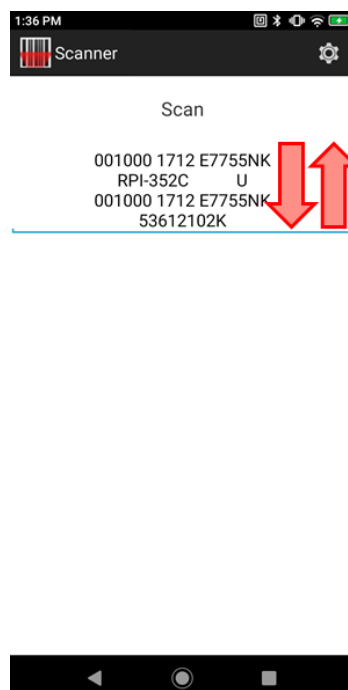 1:36 PM
Scanner
Scan
001000 1712 E7755NK
RPI-352C U
001000 1712 E7755NK
53612102K